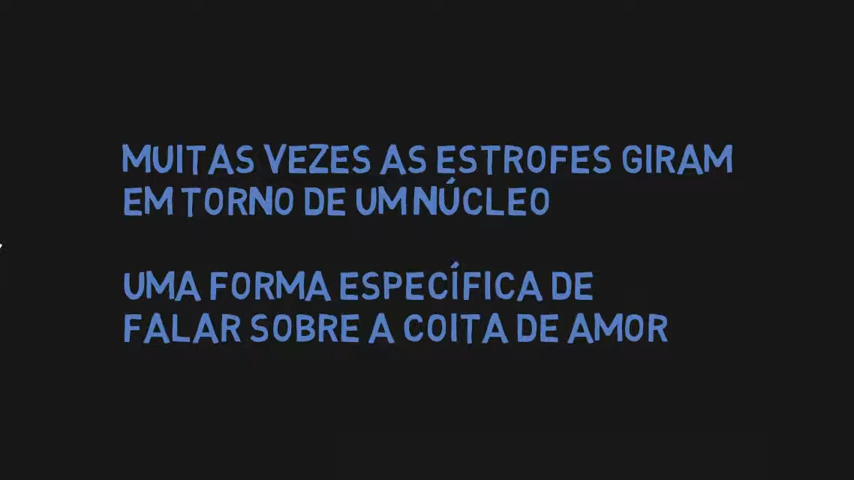 MUITAS VEZES AS ESTROFES GIRAM
EM TORNO DE UM NÚCLEO
UMA FORMA ESPECÍFICA DE
FALAR SOBRE A COITA DE AMOR